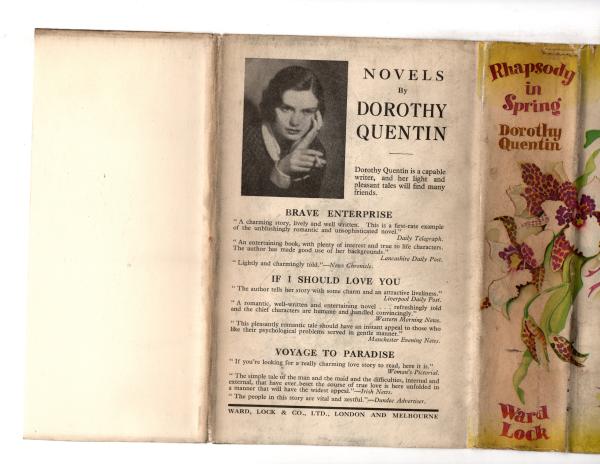 NOVELS
By
DOROTHY
QUENTIN
Dorothy Quentin is a capable
writer, and her light and
pleasant tales will find many
friends.
BRAVE ENTERPRISE
" A charming story, lively and well written. This is a first-rate example
of the unblushingly romantic and unsophisticated novel."
Daily Telegraph.
" An entertaining book, with plenty of interest and true to life characters.
The author has made good use of her backgrounds."
Lancashire Daily Post.
" Lightly and charmingly told."—News Chronicle.
IF I SHOULD LOVE YOU
" The author tells her story with some charm and an attractive liveliness."
Liverpool Daily Post.
" A romantic, well-written and entertaining novel . . . refreshingly told
and the chief characters are humane and handled convincingly."
Western Morning News.
" This pleasantly romantic tale should have an instant appeal to those who
like their psychological problems served in gentle manner."
Manchester Evening News.
VOYAGE TO PARADISE
" If you're looking for a really charming love story to read, here it is."
Woman's Pictorial.
" The simple tale of the man and the maid and the difficulties, internal and
external, that have ever beset the course of true love is here unfolded in
a manner that will have the widest appeal."—Irish News.
" The people in this story are vital and zestful."—Dundee Advertiser.
WARD, LOCK & CO., LTD., LONDON AND MELBOURNE
Rhapsody
in
Spring
Dorothy
Quentin
Ward
Lock